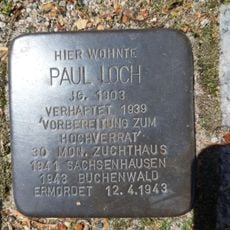 HIER WOHNTE
PAUL LOCH
JG. 1903
VERHAFTET 1939
'VORBEREITUNG ZUM
HOCHVERRAT'
30 MON. ZUCHTHAUS
1941 SACHSENHAUSEN
1943 BUCHENWALD
ERMORDET 12.4.1943